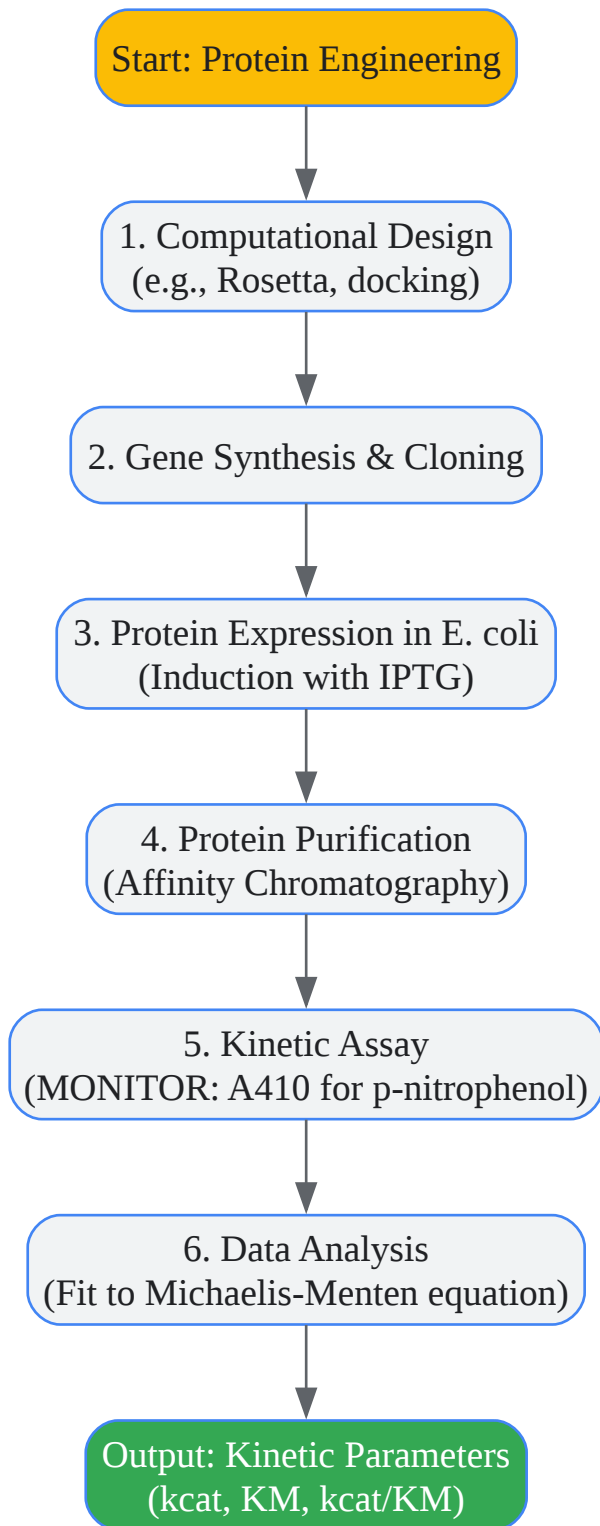 Start: Protein Engineering
1. Computational Design
(e.g., Rosetta, docking)
2. Gene Synthesis & Cloning
3. Protein Expression in E. coli
(Induction with IPTG)
4. Protein Purification
(Affinity Chromatography)
5. Kinetic Assay
(MONITOR: A410 for p-nitrophenol)
6. Data Analysis
(Fit to Michaelis-Menten equation)
Output: Kinetic Parameters
(kcat, KM, kcat/KM)